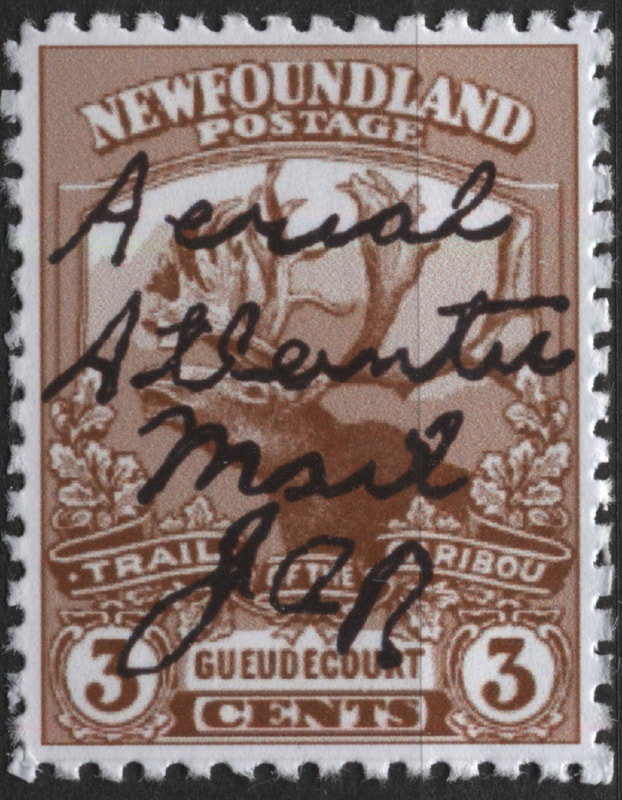 NEWFOUNDLAND
POSTAGE
Aerial
Atlantic
Mail
JAR
TRAIL OF THE CARIBOU
3 GUEUDECOURT 3
CENTS